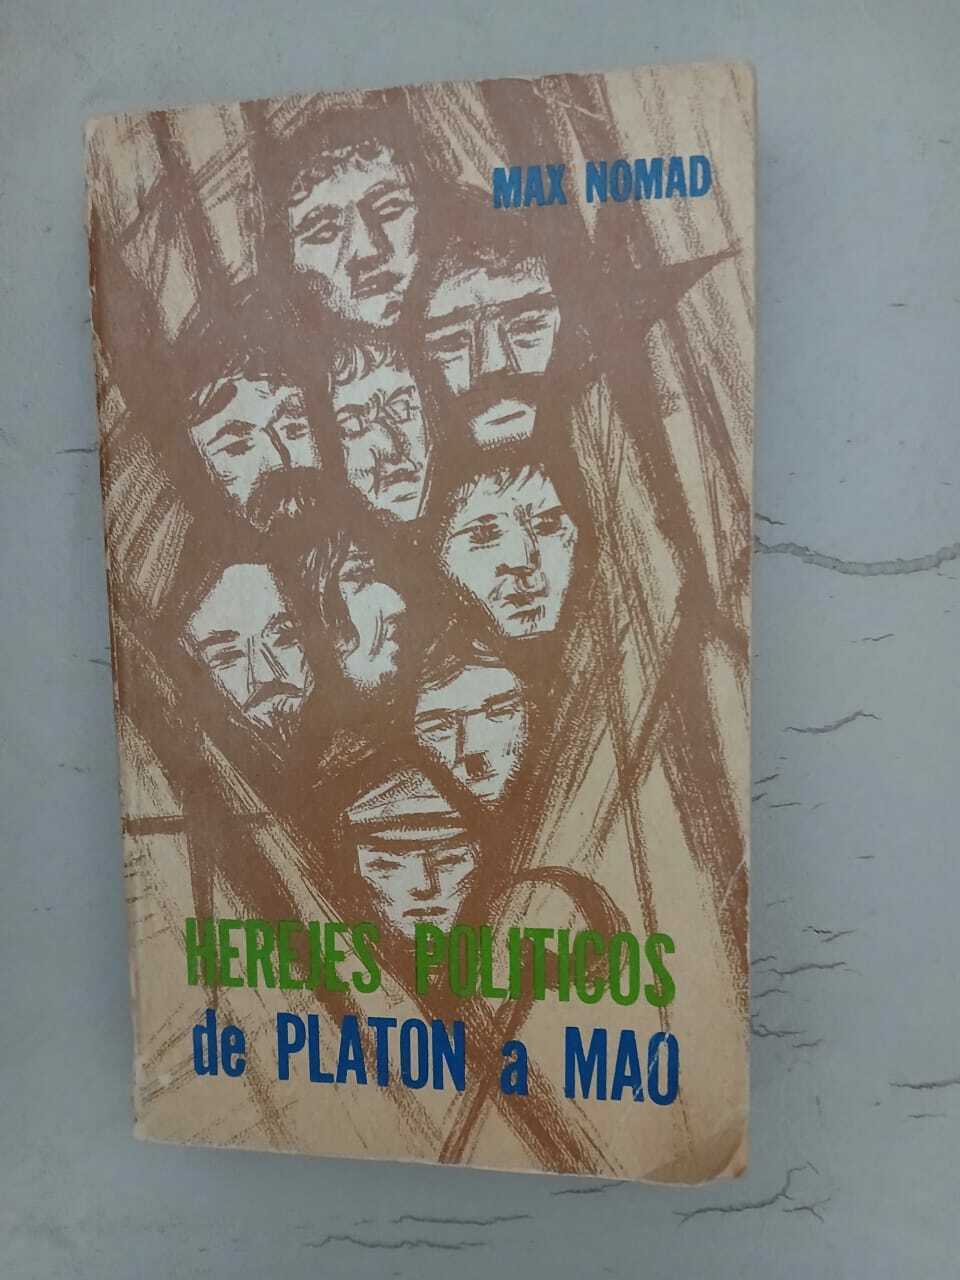 MAX NOMAD
HEREJES POLITICOS
de PLATON a MAO